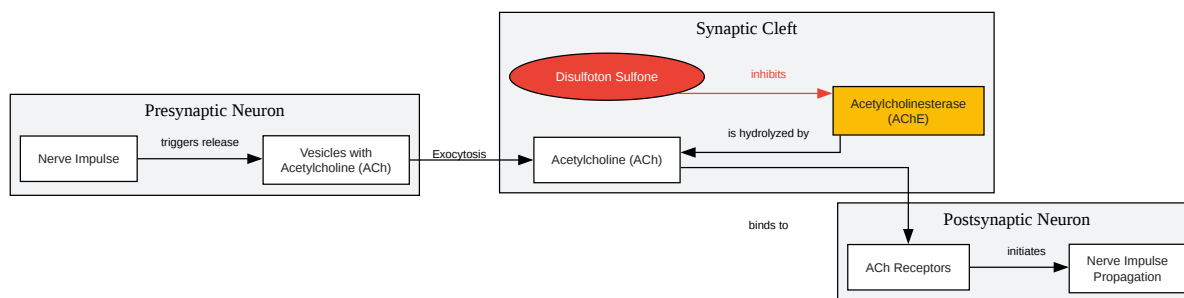 Synaptic Cleft
Disulfoton Sulfone
inhibits
Acetylcholinesterase
(AChE)
Presynaptic Neuron
Nerve Impulse
triggers release
Vesicles with
Acetylcholine (ACh)
Exocytosis
is hydrolyzed by
Acetylcholine (ACh)
binds to
Postsynaptic Neuron
ACh Receptors
initiates
Nerve Impulse
Propagation